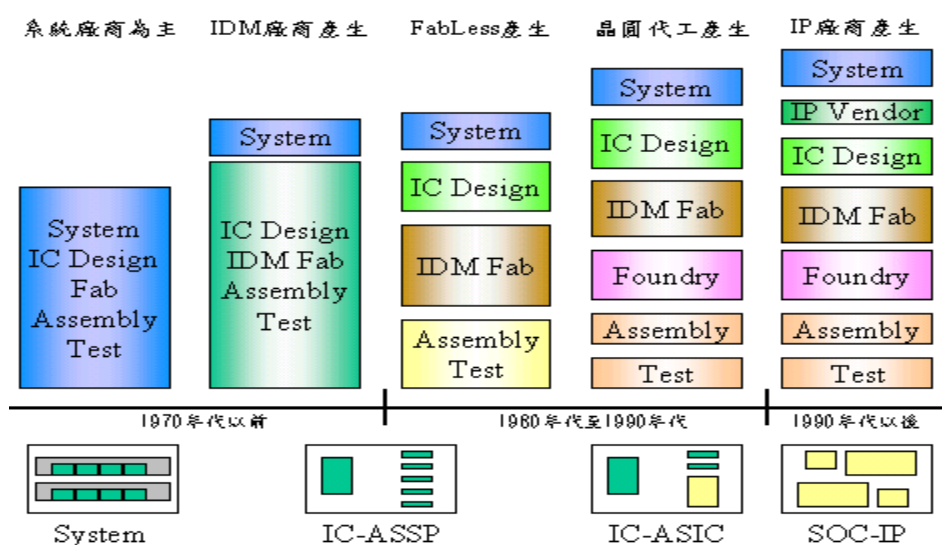 系統廠商為主
IDM廠商產生
FabLess產生
晶圓代工產生
IP廠商產生
System
IC Design
Fab
Assembly
Test
System
IC Design
IDM Fab
Assembly
Test
System
IC Design
IDM Fab
Assembly
Test
System
IC Design
IDM Fab
Foundry
Assembly
Test
System
IP Vendor
IC Design
IDM Fab
Foundry
Assembly
Test
1970年代以前
1980年代至1990年代
1990年代以後
System
IC-ASSP
IC-ASIC
SOC-IP